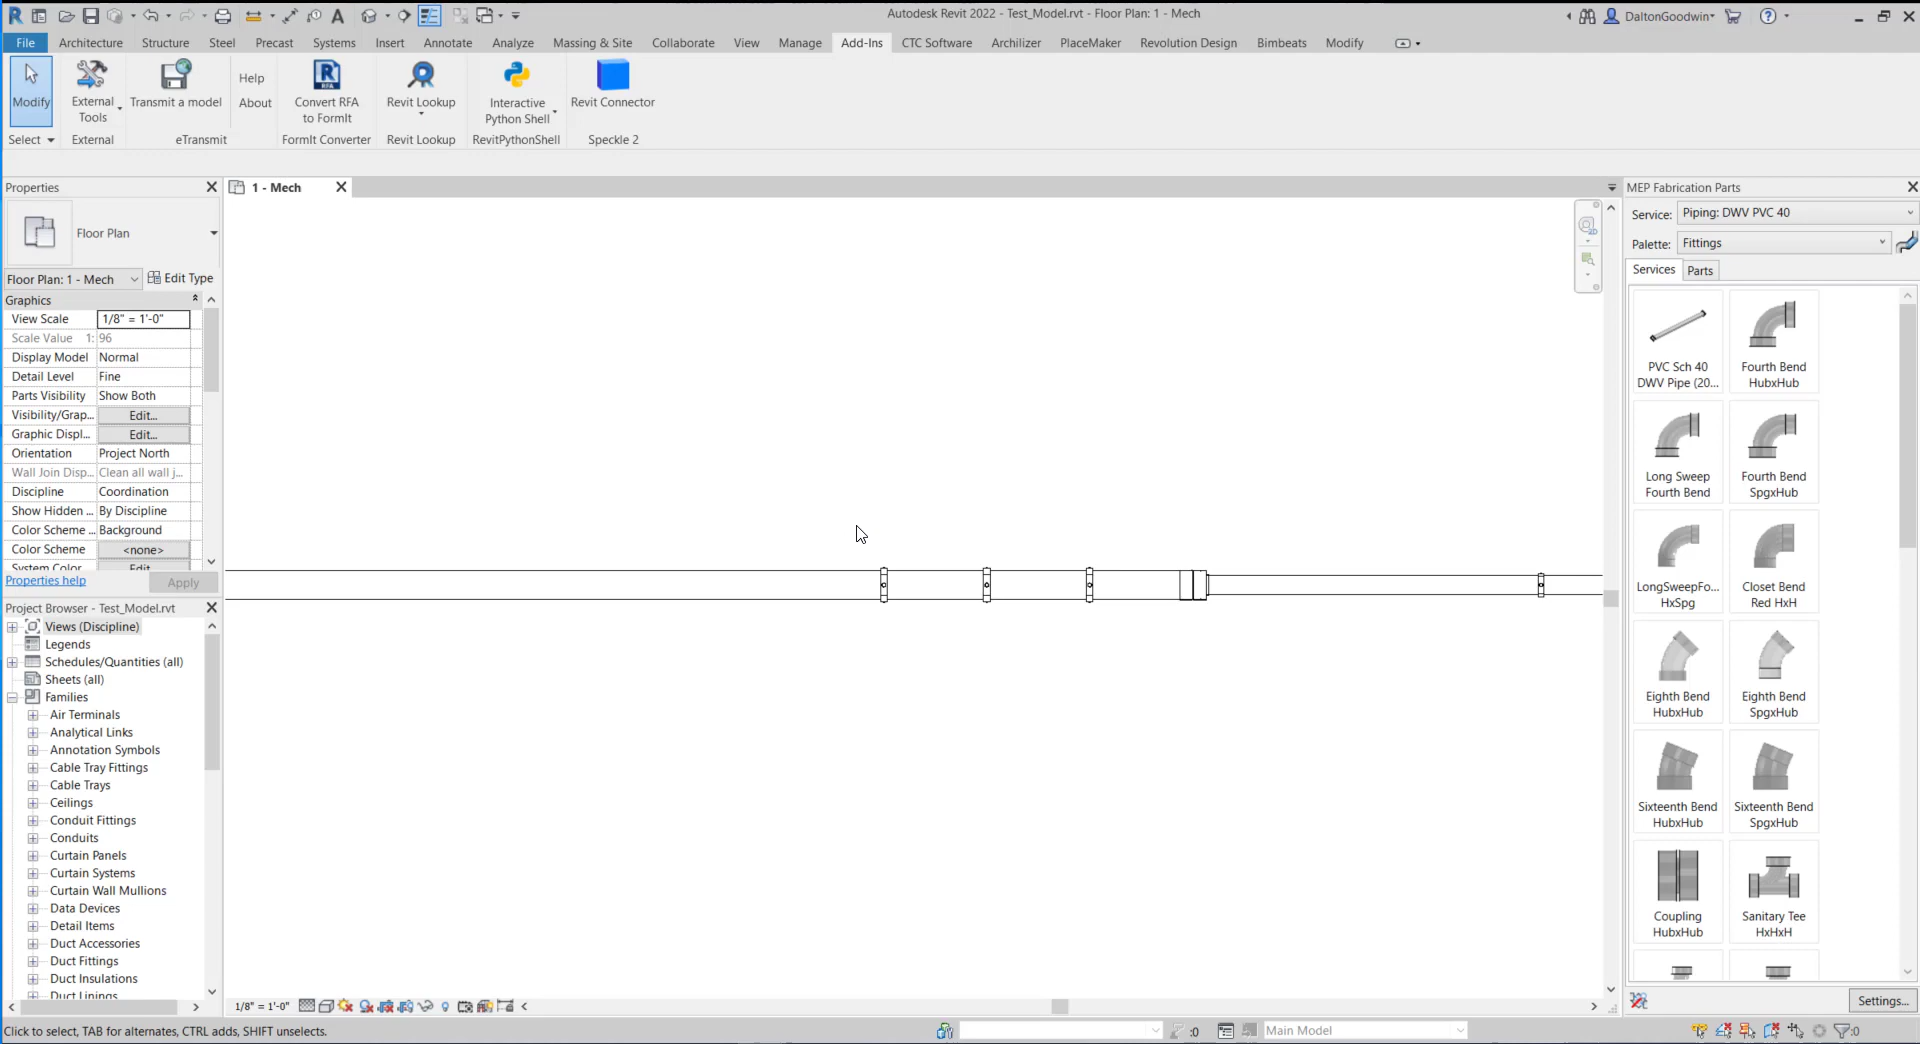 Autodesk Revit 2022 - Test_Model.rvt - Floor Plan: 1 - Mech
DaltonGoodwin
File Architecture Structure Steel Precast Systems Insert Annotate Analyze Massing & Site Collaborate View Manage Add-Ins CTC Software Archilizer PlaceMaker Revolution Design Bimbeats Modify
Modify
External
Tools
Transmit a model
Help
About
Convert RFA
to FormIt
Revit Lookup
Interactive
Python Shell
Revit Connector
Select External eTransmit FormIt Converter Revit Lookup RevitPythonShell Speckle 2
Properties
Floor Plan
Floor Plan: 1 - Mech Edit Type
Graphics
View Scale 1/8" = 1'-0"
Scale Value 1: 96
Display Model Normal
Detail Level Fine
Parts Visibility Show Both
Visibility/Grap... Edit...
Graphic Displ... Edit...
Orientation Project North
Wall Join Disp... Clean all wall j...
Discipline Coordination
Show Hidden ... By Discipline
Color Scheme ... Background
Color Scheme <none>
System Color Edit
Properties help Apply
Project Browser - Test_Model.rvt
Views (Discipline)
Legends
Schedules/Quantities (all)
Sheets (all)
Families
Air Terminals
Analytical Links
Annotation Symbols
Cable Tray Fittings
Cable Trays
Ceilings
Conduit Fittings
Conduits
Curtain Panels
Curtain Systems
Curtain Wall Mullions
Data Devices
Detail Items
Duct Accessories
Duct Fittings
Duct Insulations
Duct Linings
1 - Mech
1/8" = 1'-0"
MEP Fabrication Parts
Service: Piping: DWV PVC 40
Palette: Fittings
Services Parts
PVC Sch 40
DWV Pipe (20...
Fourth Bend
HubxHub
Long Sweep
Fourth Bend
Fourth Bend
SpgxHub
LongSweepFo...
HxSpg
Closet Bend
Red HxH
Eighth Bend
HubxHub
Eighth Bend
SpgxHub
Sixteenth Bend
HubxHub
Sixteenth Bend
SpgxHub
Coupling
HubxHub
Sanitary Tee
HxHxH
Settings...
Click to select, TAB for alternates, CTRL adds, SHIFT unselects.
:0
Main Model
:0